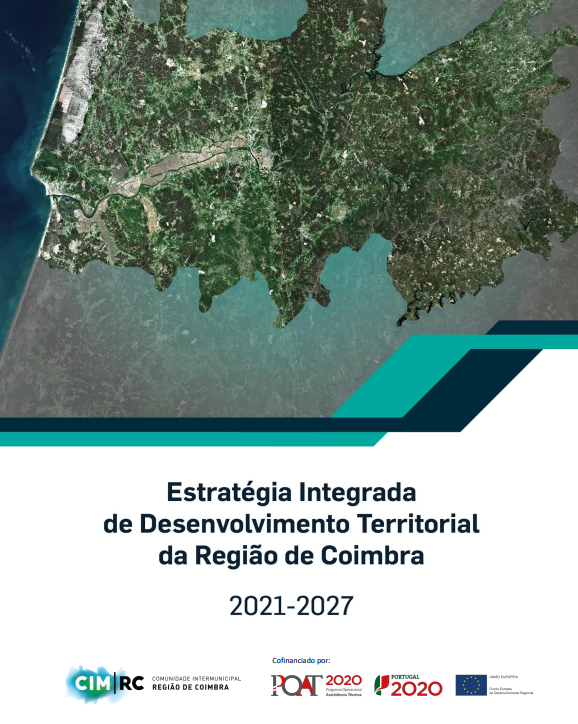 Estratégia Integrada
de Desenvolvimento Territorial
da Região de Coimbra
2021-2027
Cofinanciado por:
CIM|RC
COMUNIDADE INTERMUNICIPAL
REGIÃO DE COIMBRA
POAT
2020
Programa Operacional
Assistência Técnica
PORTUGAL
2020
UNIÃO EUROPEIA
Fundo Europeu
de Desenvolvimento Regional